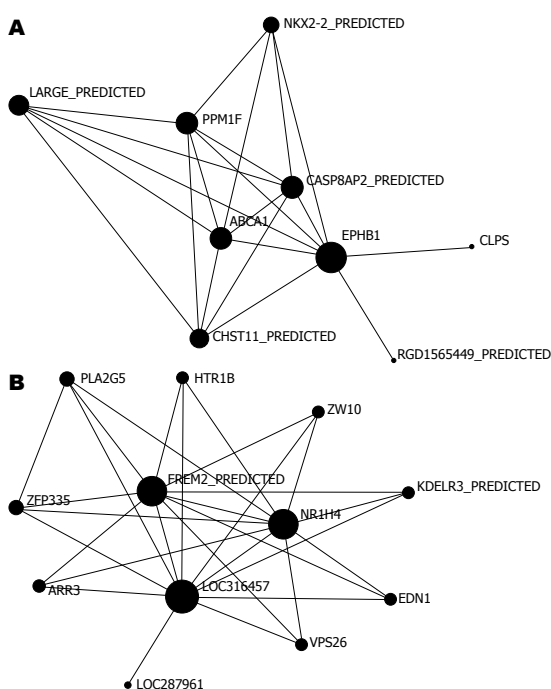 A
NKX2-2_PREDICTED
LARGE_PREDICTED
PPM1F
CASP8AP2_PREDICTED
ABCA1
EPHB1
CLPS
CHST11_PREDICTED
RGD1565449_PREDICTED
B
PLA2G5
HTR1B
ZW10
FREM2_PREDICTED
KDELR3_PREDICTED
ZFP335
NR1H4
ARR3
LOC316457
EDN1
VPS26
LOC287961